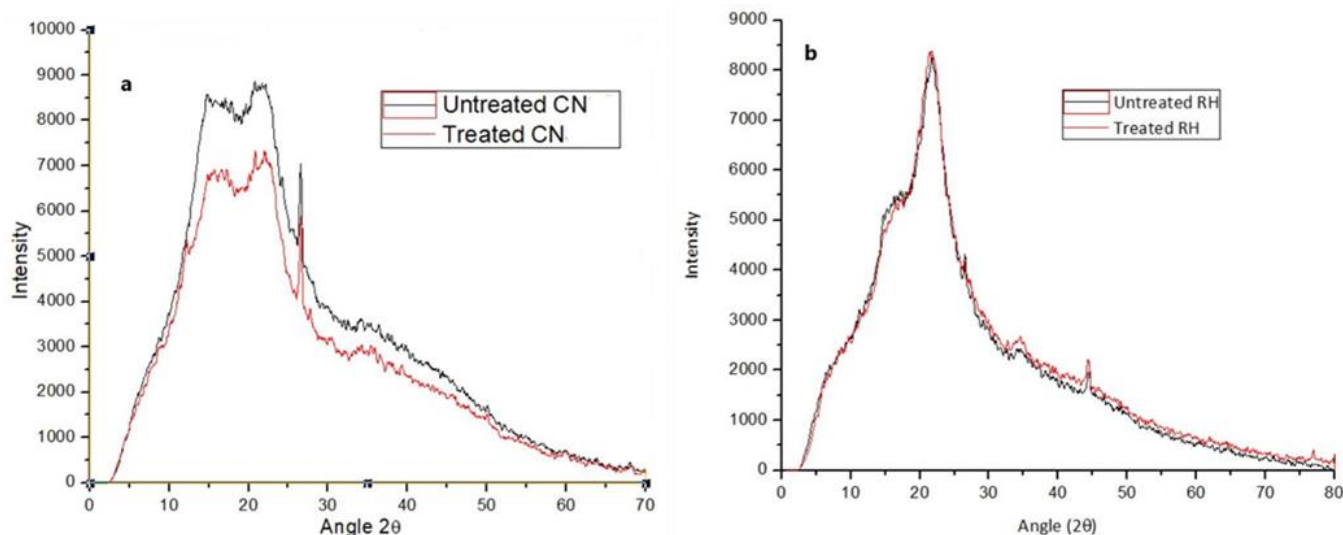 a
10000
9000
8000
7000
6000
5000
4000
3000
2000
1000
0
Intensity
Untreated CN
Treated CN
0 10 20 30 40 50 60 70
Angle 2θ
b
9000
8000
7000
6000
5000
4000
3000
2000
1000
0
Intensity
Untreated RH
Treated RH
0 10 20 30 40 50 60 70 80
Angle (2θ)